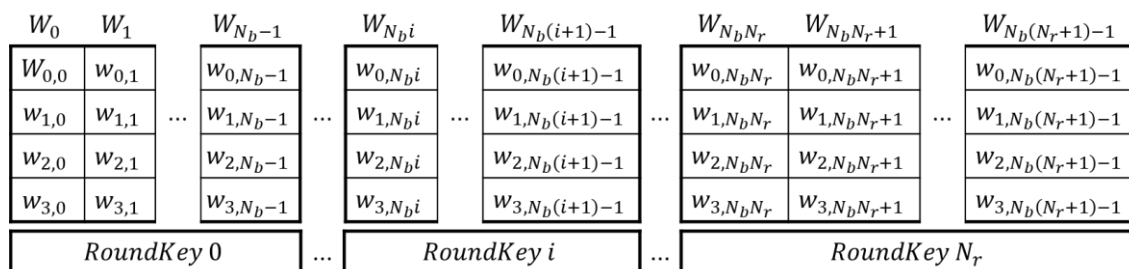 W_0 W_1 W_{N_b−1} W_{N_b i} W_{N_b(i+1)−1} W_{N_b N_r} W_{N_b N_r+1} W_{N_b(N_r+1)−1}
W_{0,0} w_{0,1} w_{0,N_b−1} w_{0,N_b i} w_{0,N_b(i+1)−1} w_{0,N_b N_r} w_{0,N_b N_r+1} w_{0,N_b(N_r+1)−1}
w_{1,0} w_{1,1} … w_{1,N_b−1} … w_{1,N_b i} … w_{1,N_b(i+1)−1} … w_{1,N_b N_r} w_{1,N_b N_r+1} … w_{1,N_b(N_r+1)−1}
w_{2,0} w_{2,1} w_{2,N_b−1} w_{2,N_b i} w_{2,N_b(i+1)−1} w_{2,N_b N_r} w_{2,N_b N_r+1} w_{2,N_b(N_r+1)−1}
w_{3,0} w_{3,1} w_{3,N_b−1} w_{3,N_b i} w_{3,N_b(i+1)−1} w_{3,N_b N_r} w_{3,N_b N_r+1} w_{3,N_b(N_r+1)−1}
RoundKey 0 … RoundKey i … RoundKey N_r